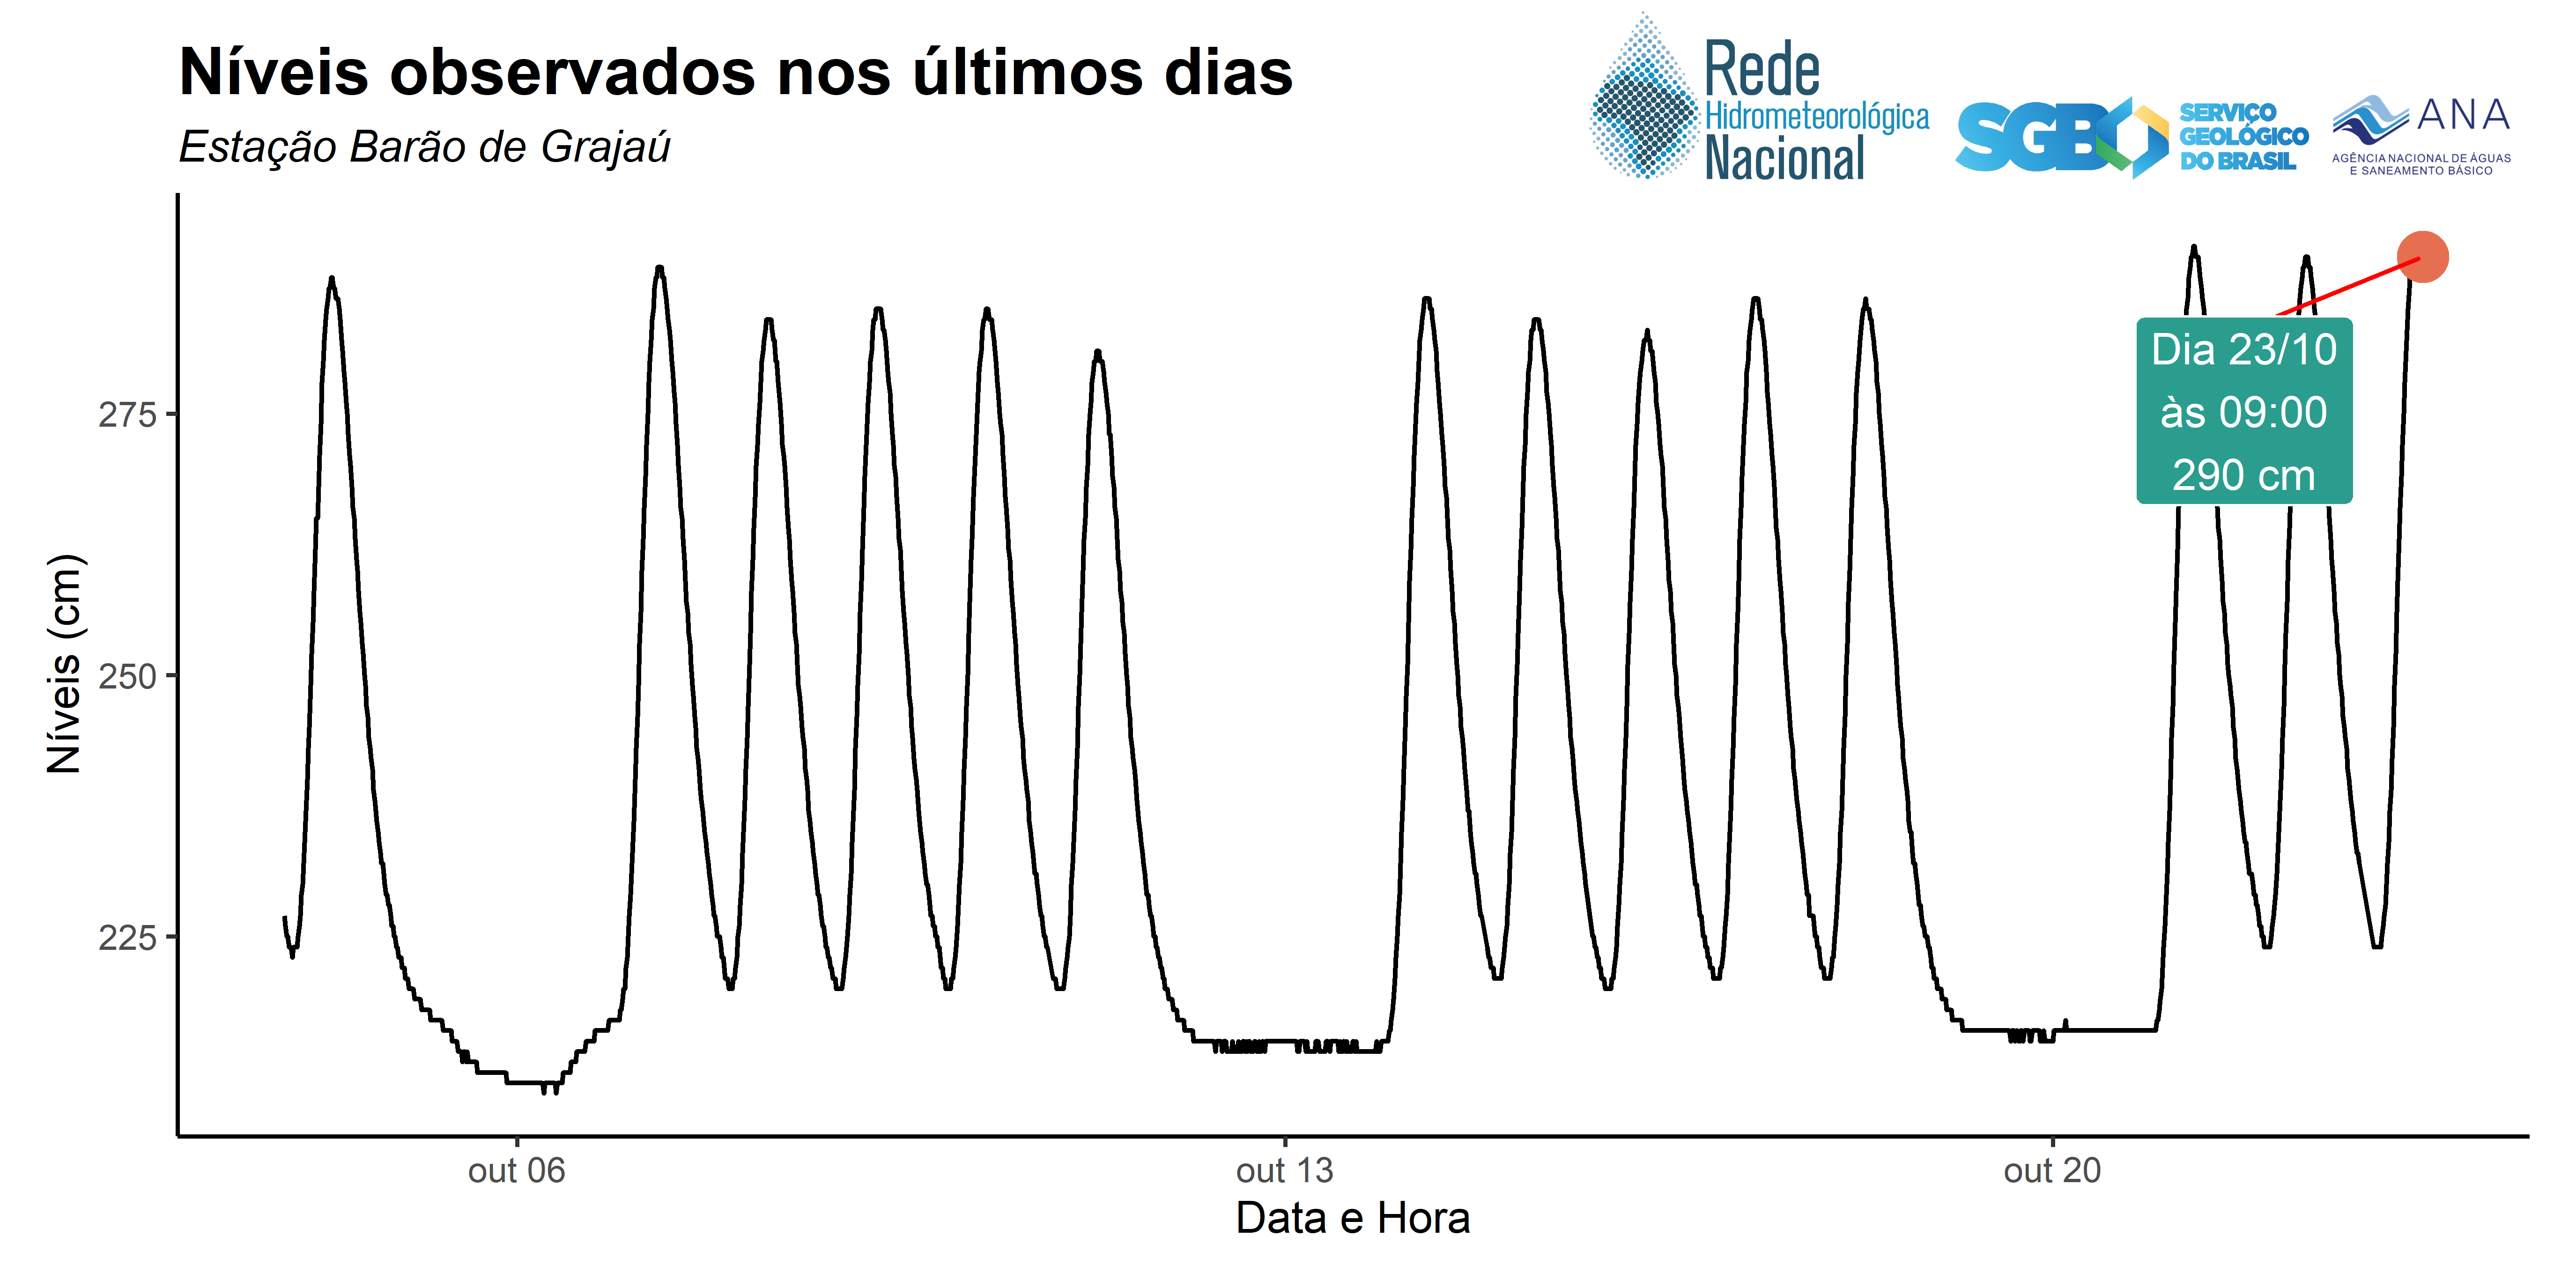 Níveis observados nos últimos dias
Estação Barão de Grajaú
Rede
Hidrometeorológica
Nacional
SGB
SERVIÇO
GEOLÓGICO
DO BRASIL
ANA
AGÊNCIA NACIONAL DE ÁGUAS
E SANEAMENTO BÁSICO
Níveis (cm)
275
250
225
Dia 23/10
às 09:00
290 cm
out 06
out 13
out 20
Data e Hora